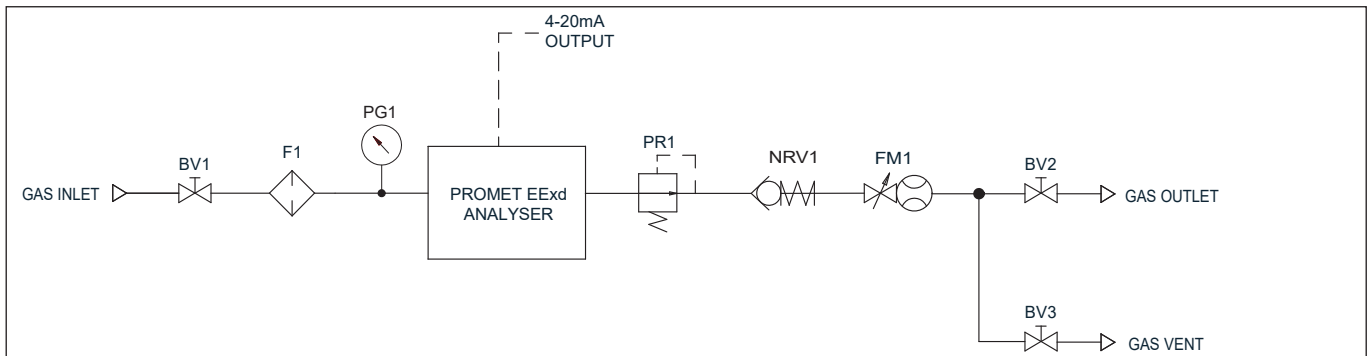 4-20mA
OUTPUT
PG1
BV1
F1
PR1
NRV1
FM1
BV2
GAS INLET
PROMET EExd
ANALYSER
GAS OUTLET
BV3
GAS VENT